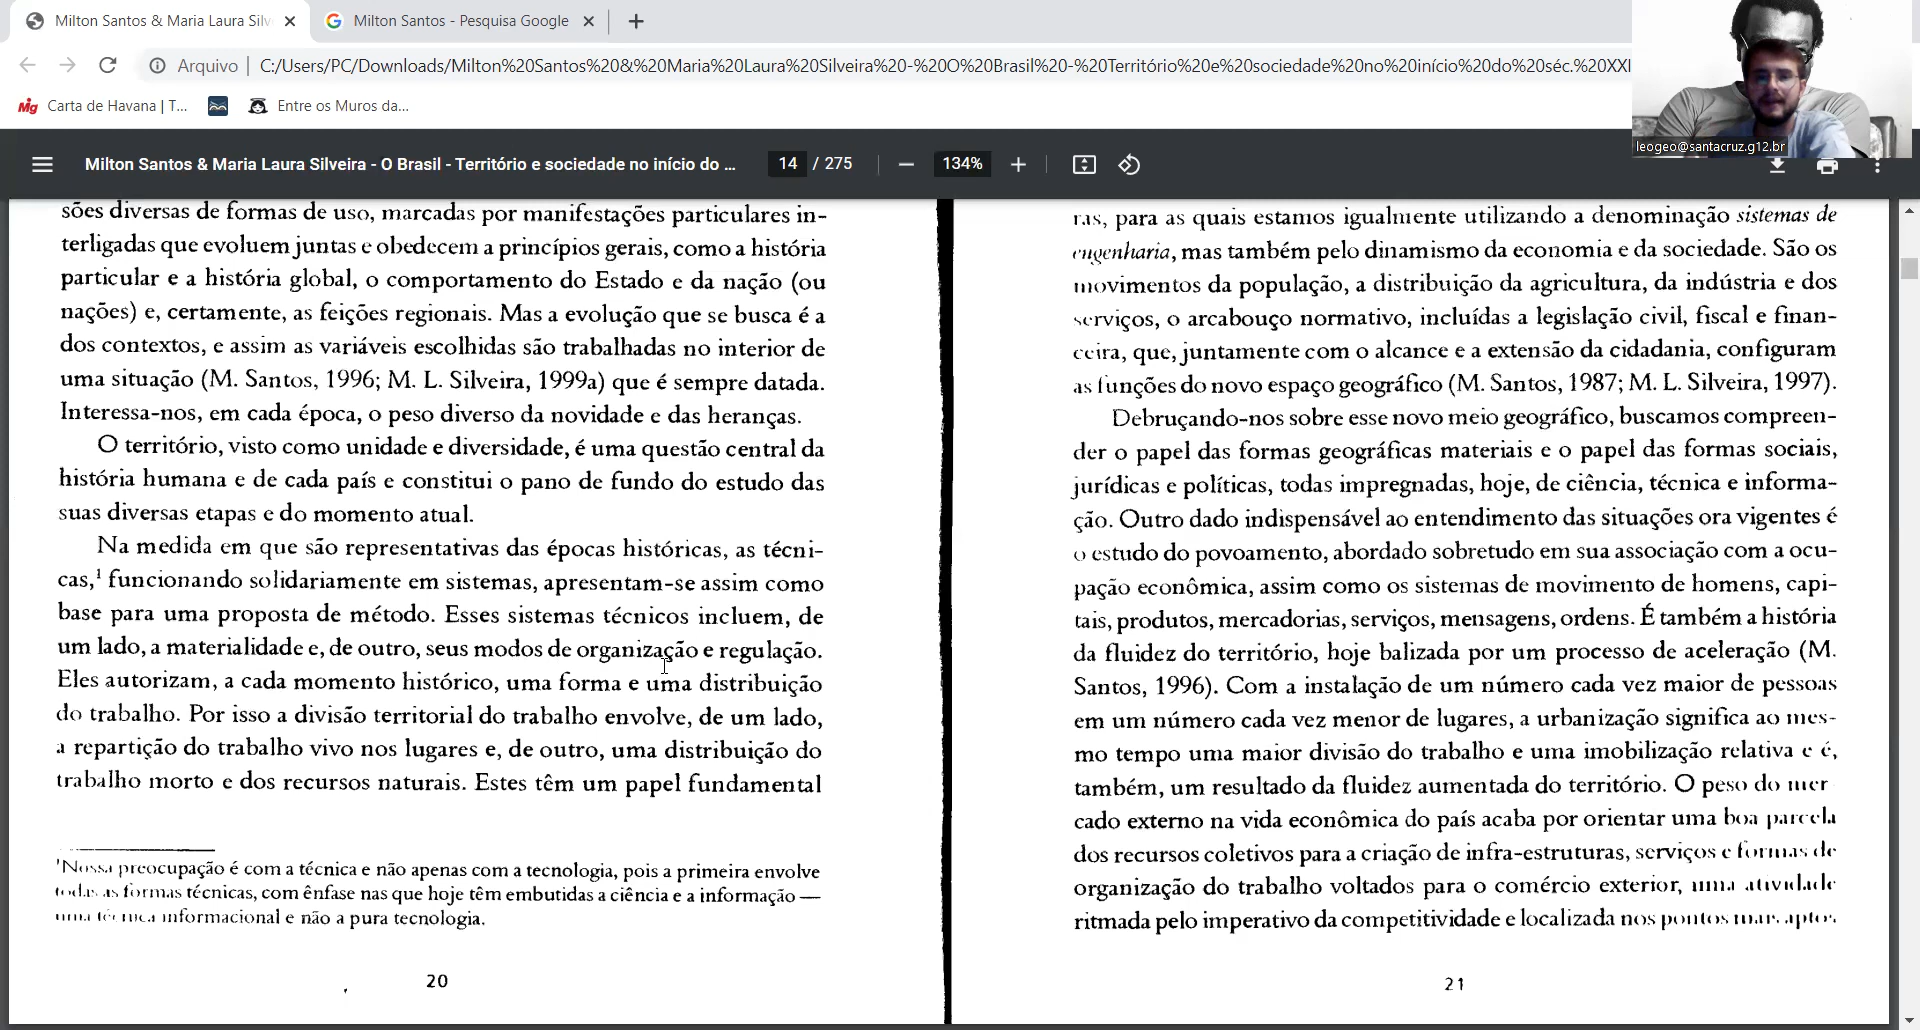 Milton Santos & Maria Laura Silv
Milton Santos - Pesquisa Google
Arquivo
C:/Users/PC/Downloads/Milton%20Santos%20&%20Maria%20Laura%20Silveira%20-%20O%20Brasil%20-%20Território%20e%20sociedade%20no%20início%20do%20séc.%20XXI
Carta de Havana | T...
Entre os Muros da...
leogeo@santacruz.g12.br
Milton Santos & Maria Laura Silveira - O Brasil - Território e sociedade no início do ...
14 / 275
134%
sões diversas de formas de uso, marcadas por manifestações particulares in-
terligadas que evoluem juntas e obedecem a princípios gerais, como a história
particular e a história global, o comportamento do Estado e da nação (ou
nações) e, certamente, as feições regionais. Mas a evolução que se busca é a
dos contextos, e assim as variáveis escolhidas são trabalhadas no interior de
uma situação (M. Santos, 1996; M. L. Silveira, 1999a) que é sempre datada.
Interessa-nos, em cada época, o peso diverso da novidade e das heranças.
O território, visto como unidade e diversidade, é uma questão central da
história humana e de cada país e constitui o pano de fundo do estudo das
suas diversas etapas e do momento atual.
Na medida em que são representativas das épocas históricas, as técni-
cas,¹ funcionando solidariamente em sistemas, apresentam-se assim como
base para uma proposta de método. Esses sistemas técnicos incluem, de
um lado, a materialidade e, de outro, seus modos de organização e regulação.
Eles autorizam, a cada momento histórico, uma forma e uma distribuição
do trabalho. Por isso a divisão territorial do trabalho envolve, de um lado,
a repartição do trabalho vivo nos lugares e, de outro, uma distribuição do
trabalho morto e dos recursos naturais. Estes têm um papel fundamental
¹Nossa preocupação é com a técnica e não apenas com a tecnologia, pois a primeira envolve
todas as formas técnicas, com ênfase nas que hoje têm embutidas a ciência e a informação —
uma técnica informacional e não a pura tecnologia.
20
ras, para as quais estamos igualmente utilizando a denominação sistemas de
engenharia, mas também pelo dinamismo da economia e da sociedade. São os
movimentos da população, a distribuição da agricultura, da indústria e dos
serviços, o arcabouço normativo, incluídas a legislação civil, fiscal e finan-
ceira, que, juntamente com o alcance e a extensão da cidadania, configuram
as funções do novo espaço geográfico (M. Santos, 1987; M. L. Silveira, 1997).
Debruçando-nos sobre esse novo meio geográfico, buscamos compreen-
der o papel das formas geográficas materiais e o papel das formas sociais,
jurídicas e políticas, todas impregnadas, hoje, de ciência, técnica e informa-
ção. Outro dado indispensável ao entendimento das situações ora vigentes é
o estudo do povoamento, abordado sobretudo em sua associação com a ocu-
pação econômica, assim como os sistemas de movimento de homens, capi-
tais, produtos, mercadorias, serviços, mensagens, ordens. É também a história
da fluidez do território, hoje balizada por um processo de aceleração (M.
Santos, 1996). Com a instalação de um número cada vez maior de pessoas
em um número cada vez menor de lugares, a urbanização significa ao mes-
mo tempo uma maior divisão do trabalho e uma imobilização relativa e é,
também, um resultado da fluidez aumentada do território. O peso do mer
cado externo na vida econômica do país acaba por orientar uma boa parcela
dos recursos coletivos para a criação de infra-estruturas, serviços e formas de
organização do trabalho voltados para o comércio exterior, uma atividade
ritmada pelo imperativo da competitividade e localizada nos pontos mais aptos
21